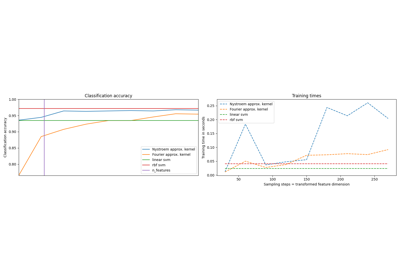 Classification accuracy
1.00
0.95
0.90
0.85
0.80
Classification accuracy
Nystroem approx. kernel
Fourier approx. kernel
linear svm
rbf svm
n_features
Training times
0.25
0.20
0.15
0.10
0.05
0.00
Training time in seconds
Nystroem approx. kernel
Fourier approx. kernel
linear svm
rbf svm
50
100
150
200
250
Sampling steps = transformed feature dimension